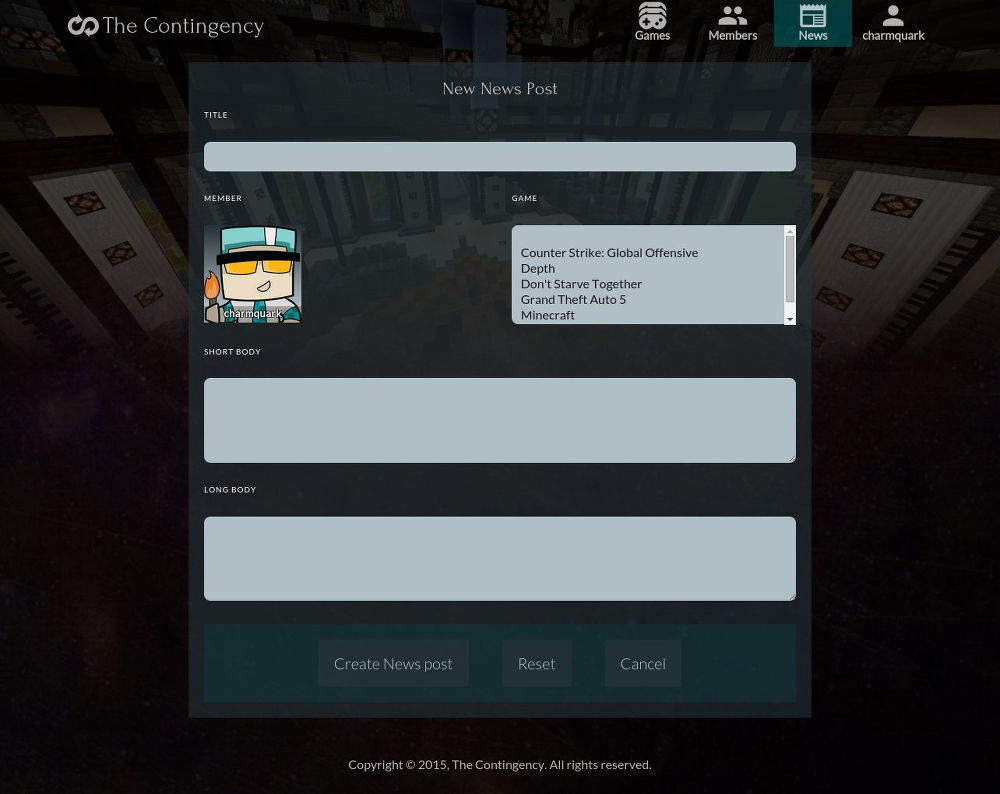 The Contingency
Games
Members
News
charmquark
New News Post
TITLE
MEMBER
GAME
charmquark
Counter Strike: Global Offensive
Depth
Don't Starve Together
Grand Theft Auto 5
Minecraft
SHORT BODY
LONG BODY
Create News post
Reset
Cancel
Copyright © 2015, The Contingency. All rights reserved.